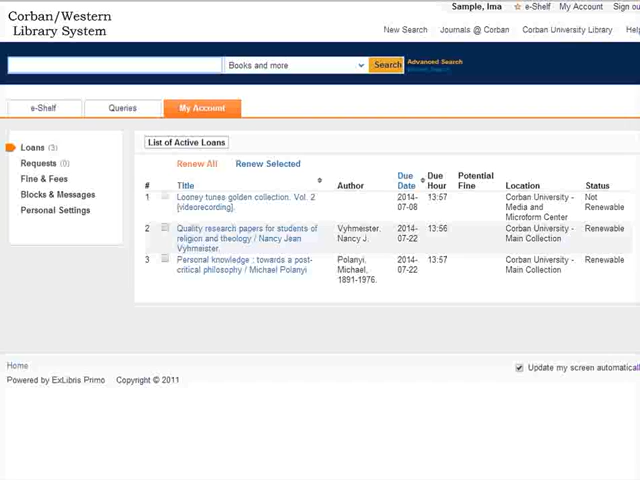 Corban/Western
Library System
Sample, Ima e-Shelf My Account Sign ou
New Search Journals @ Corban Corban University Library Help
Books and more Search Advanced Search
e-Shelf Queries My Account
Loans (3)
Requests (0)
Fine & Fees
Blocks & Messages
Personal Settings
List of Active Loans
Renew All Renew Selected
# Title Author Due Date Due Hour Potential Fine Location Status
1 Looney tunes golden collection. Vol. 2 [videorecording]. 2014-07-08 13:57 Corban University - Media and Microform Center Not Renewable
2 Quality research papers for students of religion and theology / Nancy Jean Vyhmeister. Vyhmeister, Nancy J. 2014-07-22 13:56 Corban University - Main Collection Renewable
3 Personal knowledge : towards a post-critical philosophy / Michael Polanyi Polanyi, Michael, 1891-1976. 2014-07-22 13:57 Corban University - Main Collection Renewable
Home
Update my screen automatical
Powered by ExLibris Primo Copyright © 2011